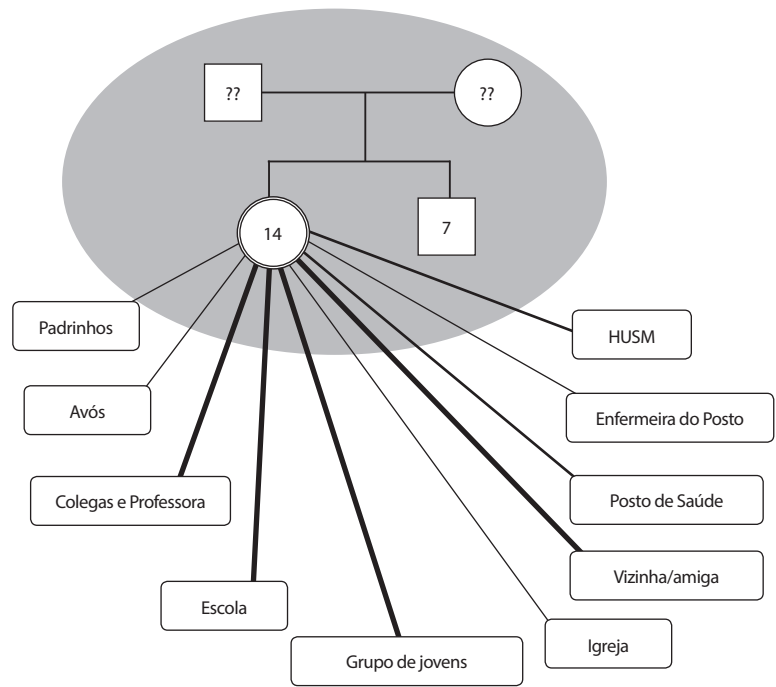 ??
??
14
7
Padrinhos
HUSM
Avós
Enfermeira do Posto
Colegas e Professora
Posto de Saúde
Vizinha/amiga
Escola
Igreja
Grupo de jovens